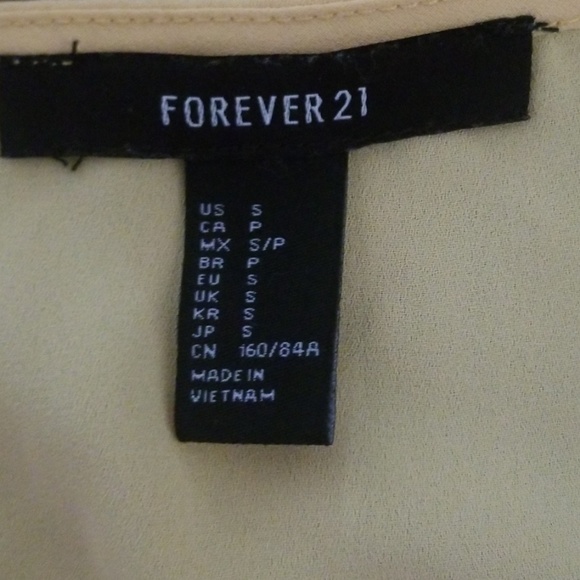 FOREVER 21
US S
CA P
MX S/P
BR P
EU S
UK S
KR S
JP S
CN 160/84A
MADE IN
VIETNAM